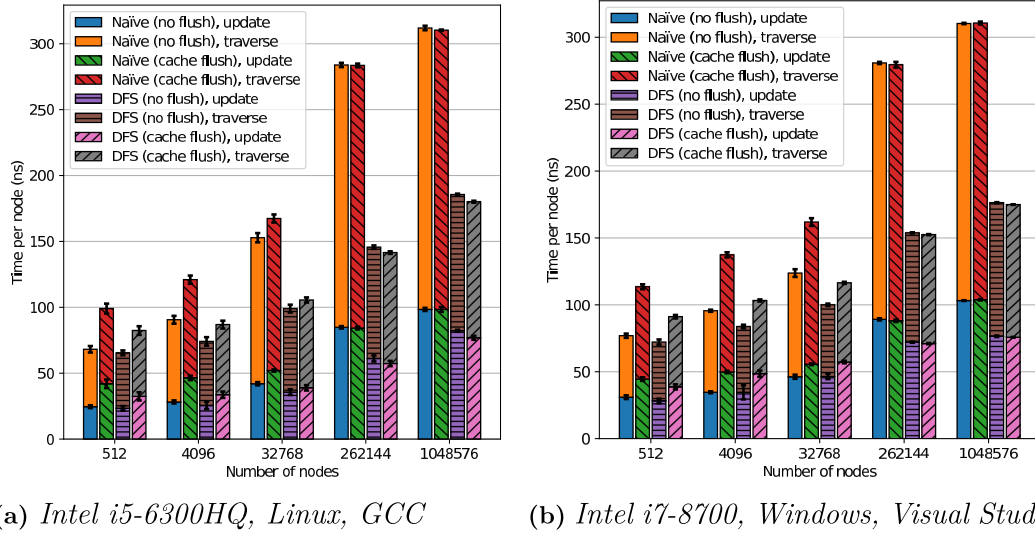 Naïve (no flush), update
Naïve (no flush), traverse
Naïve (cache flush), update
Naïve (cache flush), traverse
DFS (no flush), update
DFS (no flush), traverse
DFS (cache flush), update
DFS (cache flush), traverse
Time per node (ns)
300
250
200
150
100
50
0
512 4096 32768 262144 1048576
Number of nodes
Naïve (no flush), update
Naïve (no flush), traverse
Naïve (cache flush), update
Naïve (cache flush), traverse
DFS (no flush), update
DFS (no flush), traverse
DFS (cache flush), update
DFS (cache flush), traverse
Time per node (ns)
300
250
200
150
100
50
0
512 4096 32768 262144 1048576
Number of nodes
(a) Intel i5-6300HQ, Linux, GCC
(b) Intel i7-8700, Windows, Visual Stud